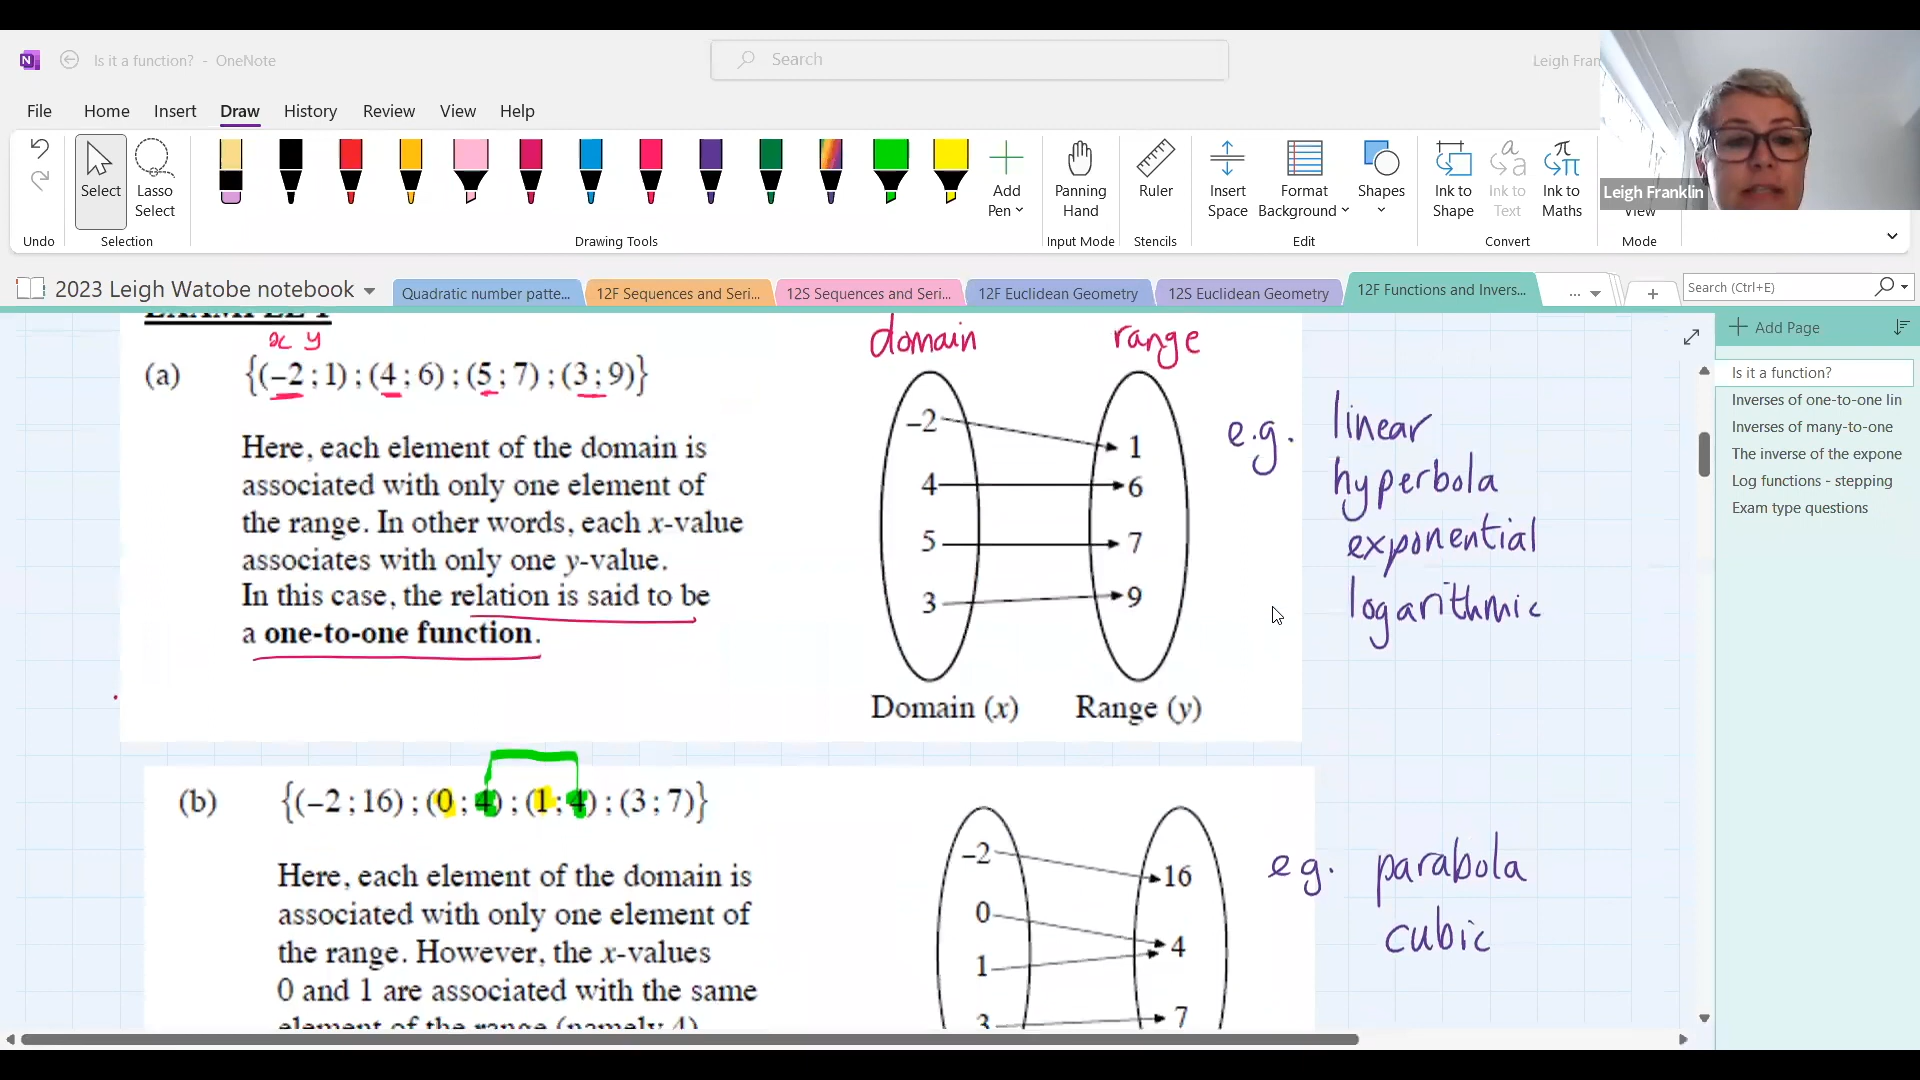 Is it a function? - OneNote
Search
Leigh Fran
File Home Insert Draw History Review View Help
Undo
Select
Lasso Select
Selection
Drawing Tools
Add Pen
Panning Hand
Input Mode
Ruler
Stencils
Insert Space
Format Background
Shapes
Edit
Ink to Shape
Ink to Text
Ink to Maths
Convert
Leigh Franklin
View
Mode
2023 Leigh Watobe notebook
Quadratic number patte...
12F Sequences and Seri...
12S Sequences and Seri...
12F Euclidean Geometry
12S Euclidean Geometry
12F Functions and Invers...
...
Search (Ctrl+E)
Add Page
Is it a function?
Inverses of one-to-one lin
Inverses of many-to-one
The inverse of the expone
Log functions - stepping
Exam type questions
x y
(a) {(−2 ; 1) ; (4 ; 6) ; (5 ; 7) ; (3 ; 9)}
Here, each element of the domain is
associated with only one element of
the range. In other words, each x-value
associates with only one y-value.
In this case, the relation is said to be
a one-to-one function.
domain range
−2 1
4 6
5 7
3 9
Domain (x) Range (y)
e.g. linear
hyperbola
exponential
logarithmic
(b) {(−2 ; 16) ; (0 ; 4) ; (1 ; 4) ; (3 ; 7)}
Here, each element of the domain is
associated with only one element of
the range. However, the x-values
0 and 1 are associated with the same
element of the range (namely 4)
−2 16
0 4
1
3 7
eg. parabola
cubic